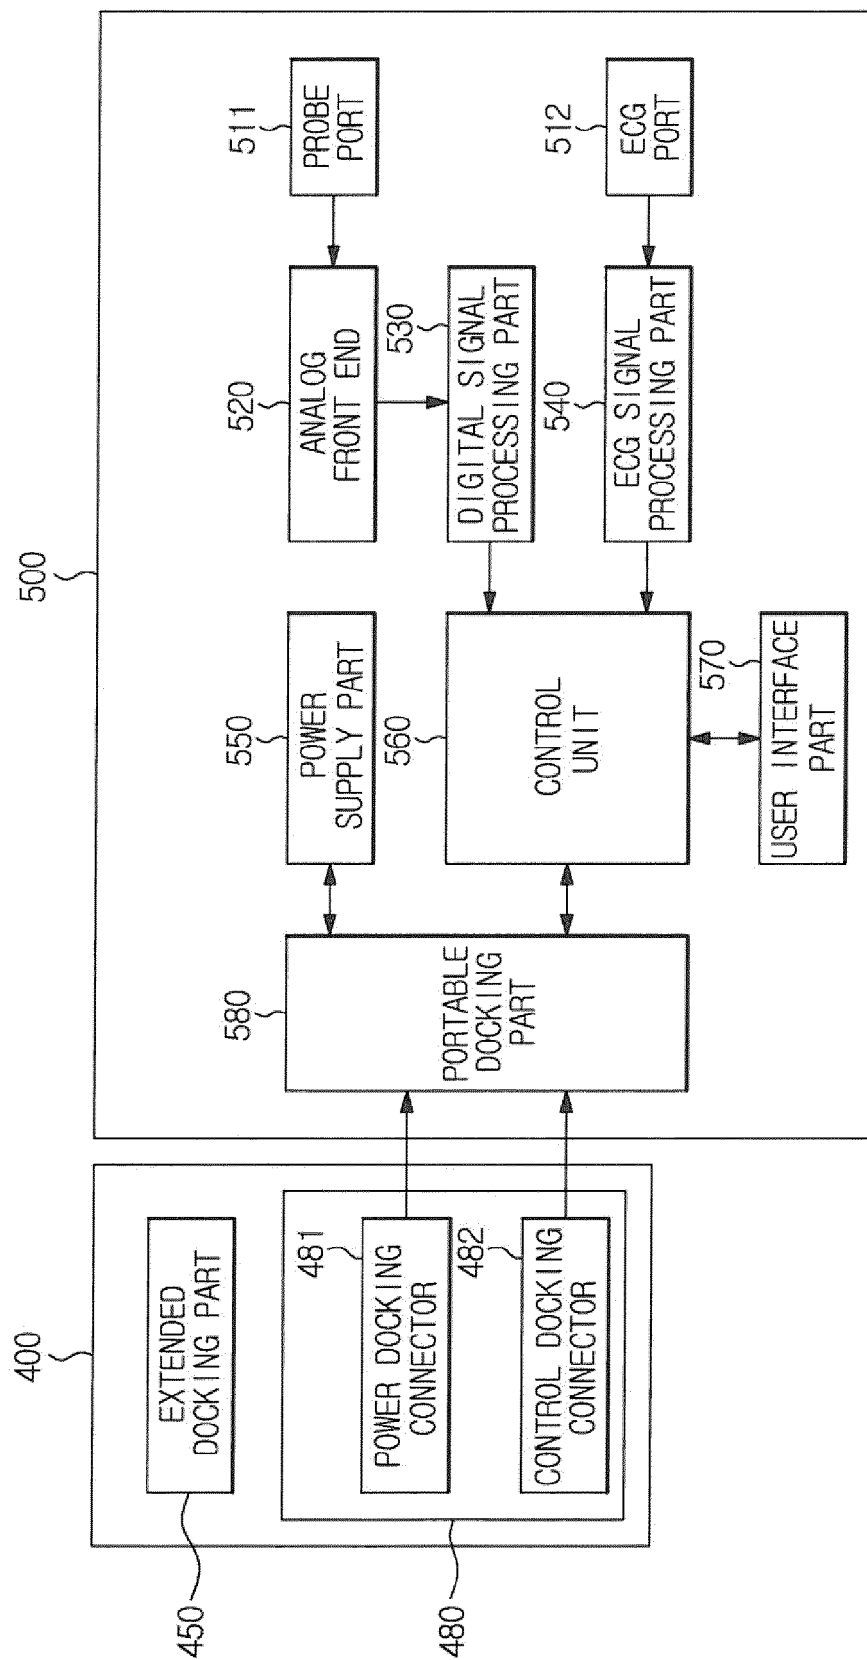 400
450
EXTENDED
DOCKING PART
480
481
POWER DOCKING
CONNECTOR
482
CONTROL DOCKING
CONNECTOR
500
580
PORTABLE
DOCKING
PART
550
POWER
SUPPLY PART
560
CONTROL
UNIT
570
USER INTERFACE
PART
520
ANALOG
FRONT END
530
DIGITAL SIGNAL
PROCESSING PART
540
ECG SIGNAL
PROCESSING PART
511
PROBE
PORT
512
ECG
PORT